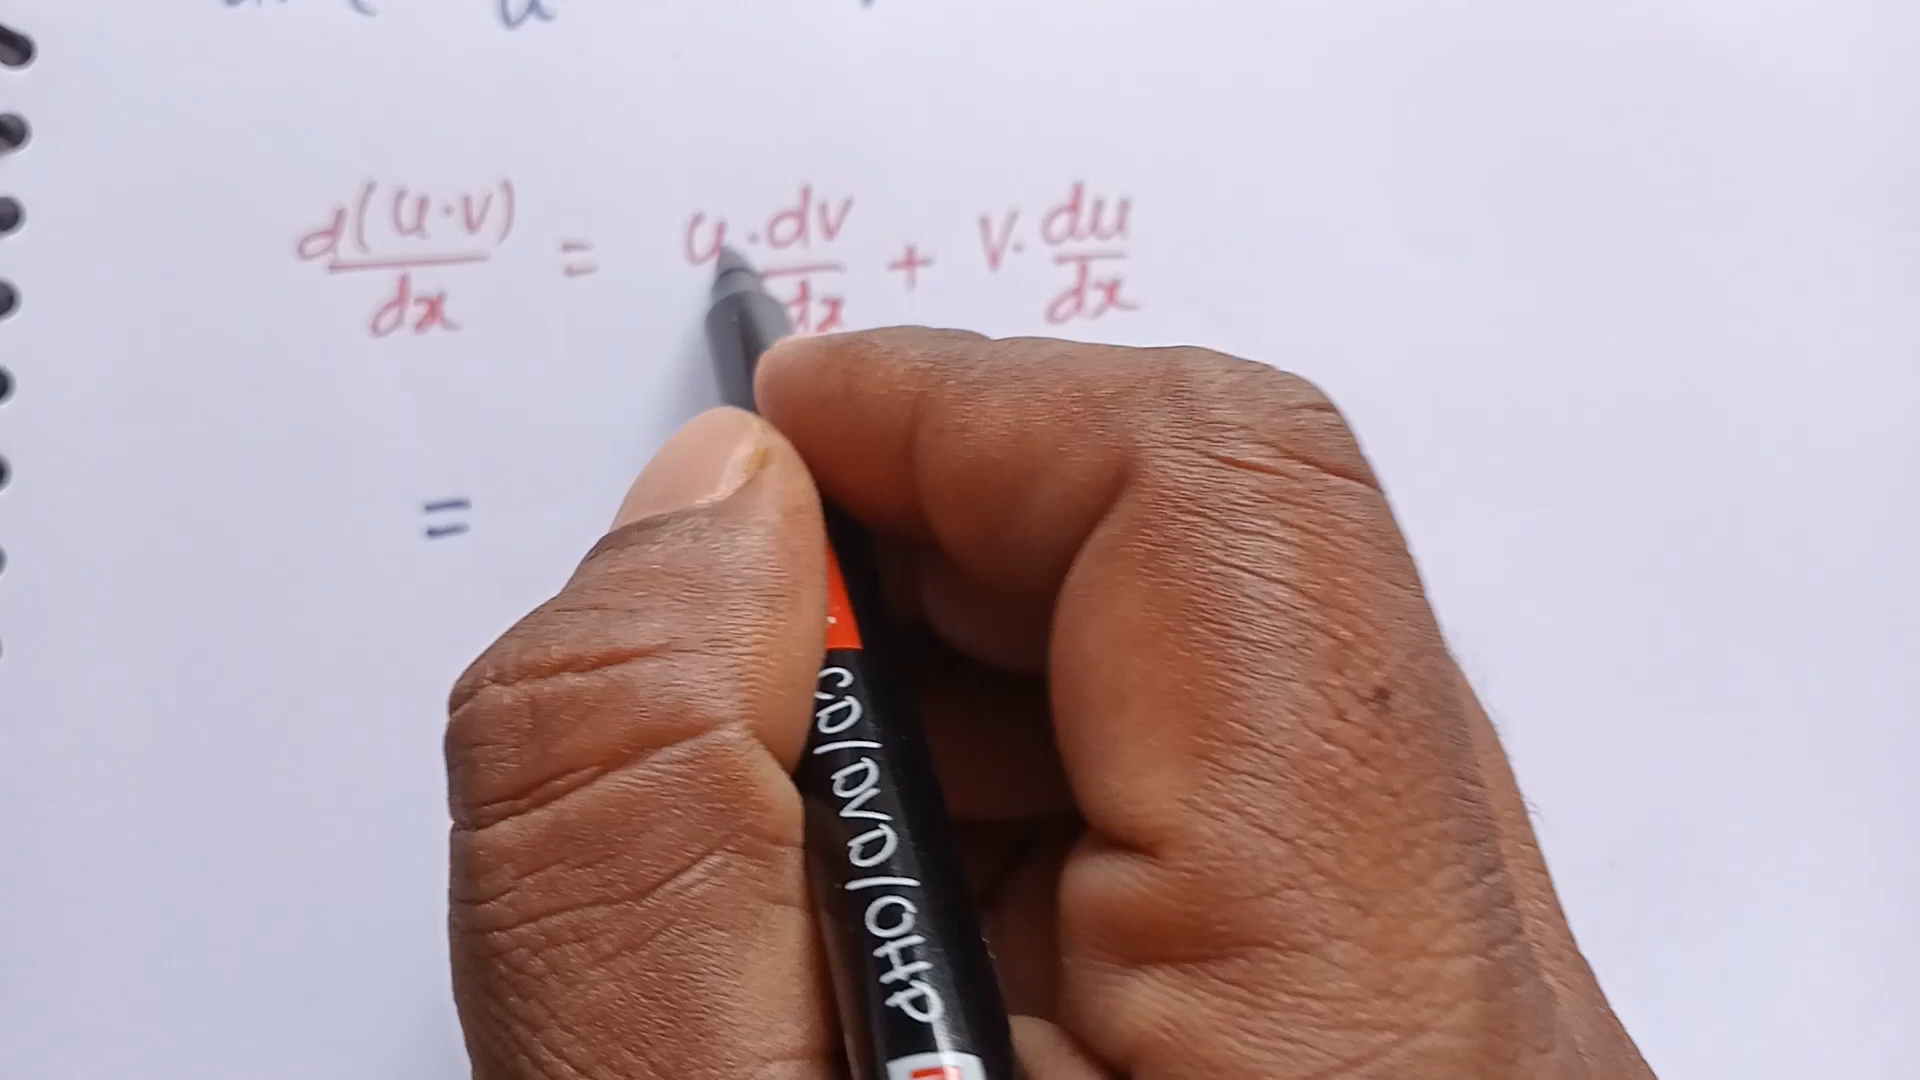 d(u·v)/dx = u·dv/dx + v·du/dx
=